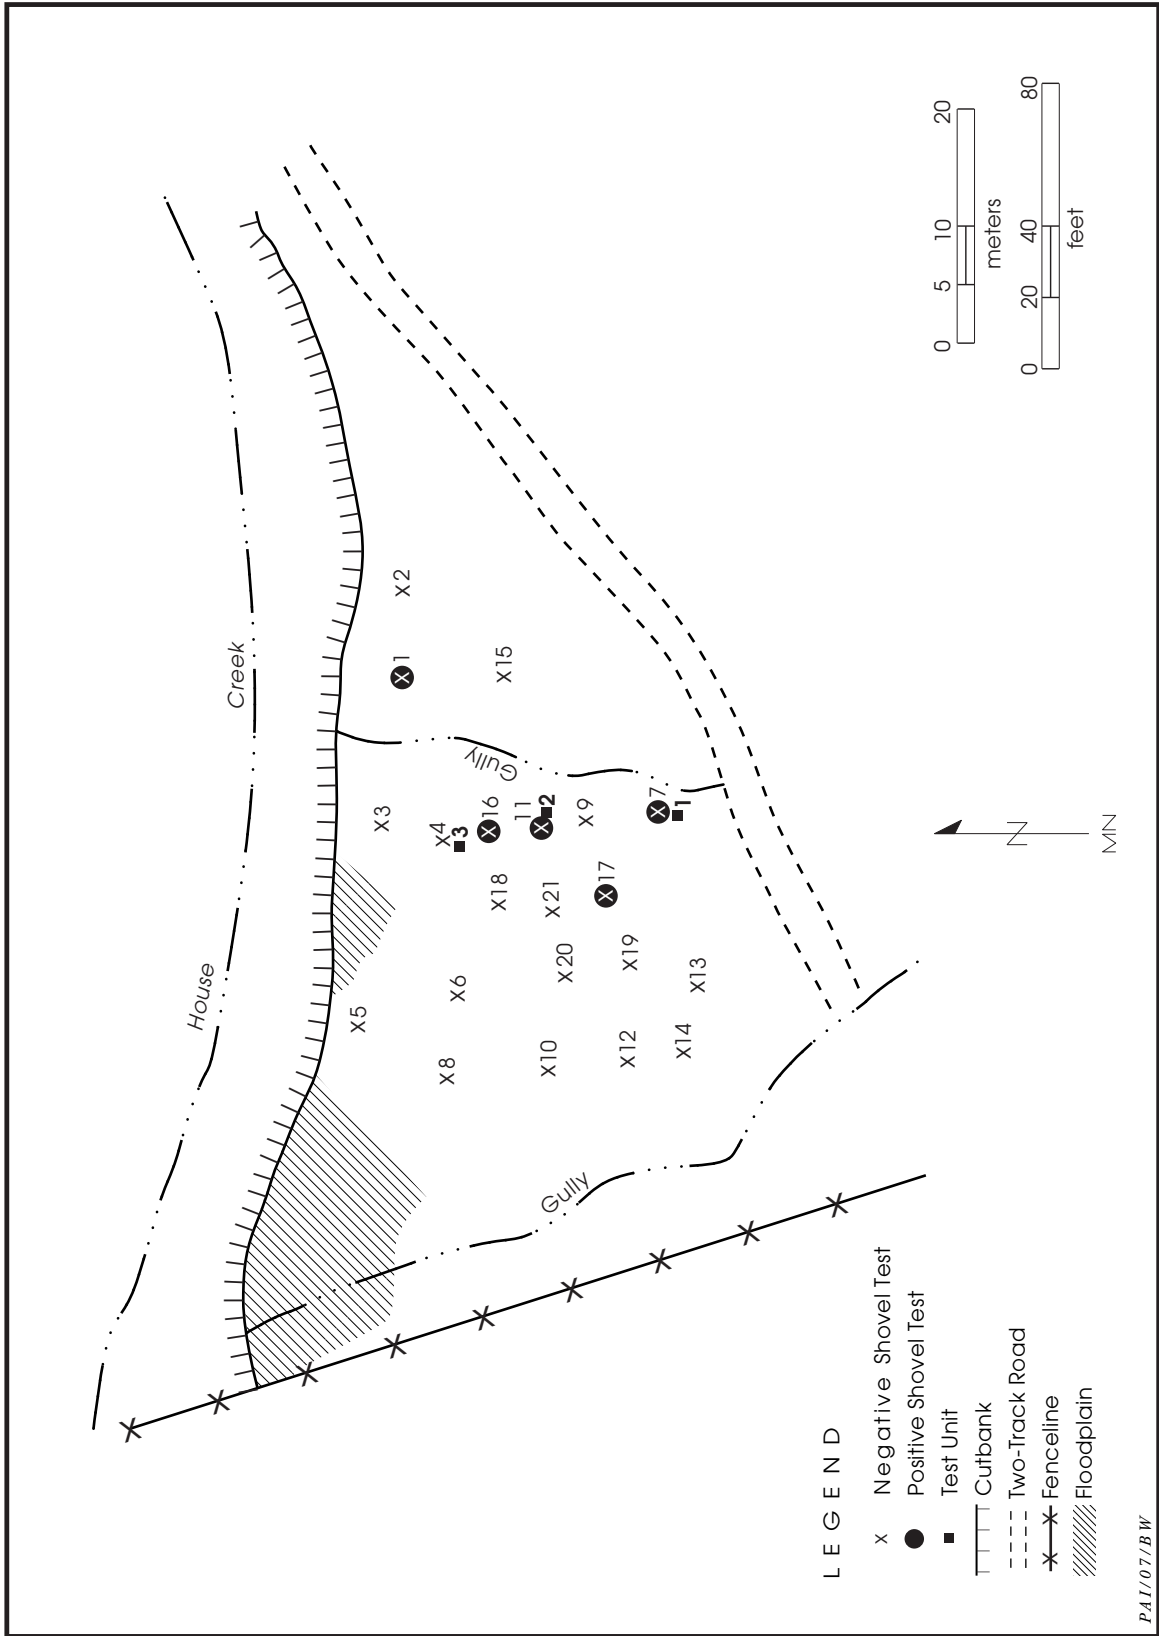 House
Creek
X5
X3
X1
X2
X8
X6
X4
3
X16
X18
X15
Gully
X10
X20
X21
X11
2
X9
X12
X19
X17
X7
1
X14
X13
Gully
LEGEND
X Negative Shovel Test
Positive Shovel Test
Test Unit
Cutbank
Two-Track Road
Fenceline
Floodplain
N
MN
0 5 10 20
meters
0 20 40 80
feet
PAI/07/BW